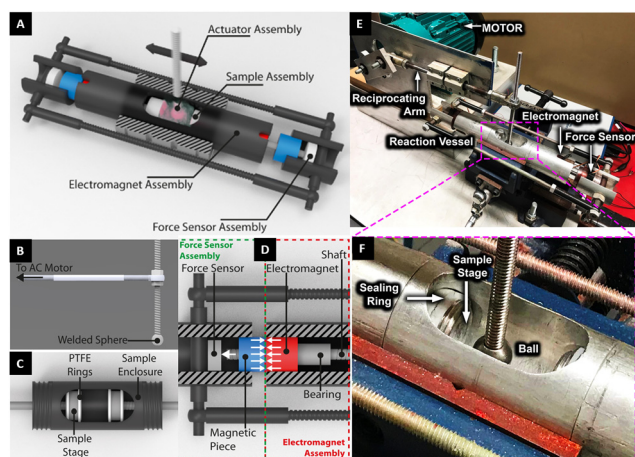 A
Actuator Assembly
Sample Assembly
Electromagnet Assembly
Force Sensor Assembly
B
To AC Motor
Welded Sphere
C
PTFE
Rings
Sample
Enclosure
Sample
Stage
D
Force Sensor
Assembly
Force Sensor
Shaft
Electromagnet
Bearing
Magnetic
Piece
Electromagnet
Assembly
E
MOTOR
Reciprocating
Arm
Electromagnet
Reaction Vessel
Force Sensor
F
Sample
Stage
Sealing
Ring
Ball